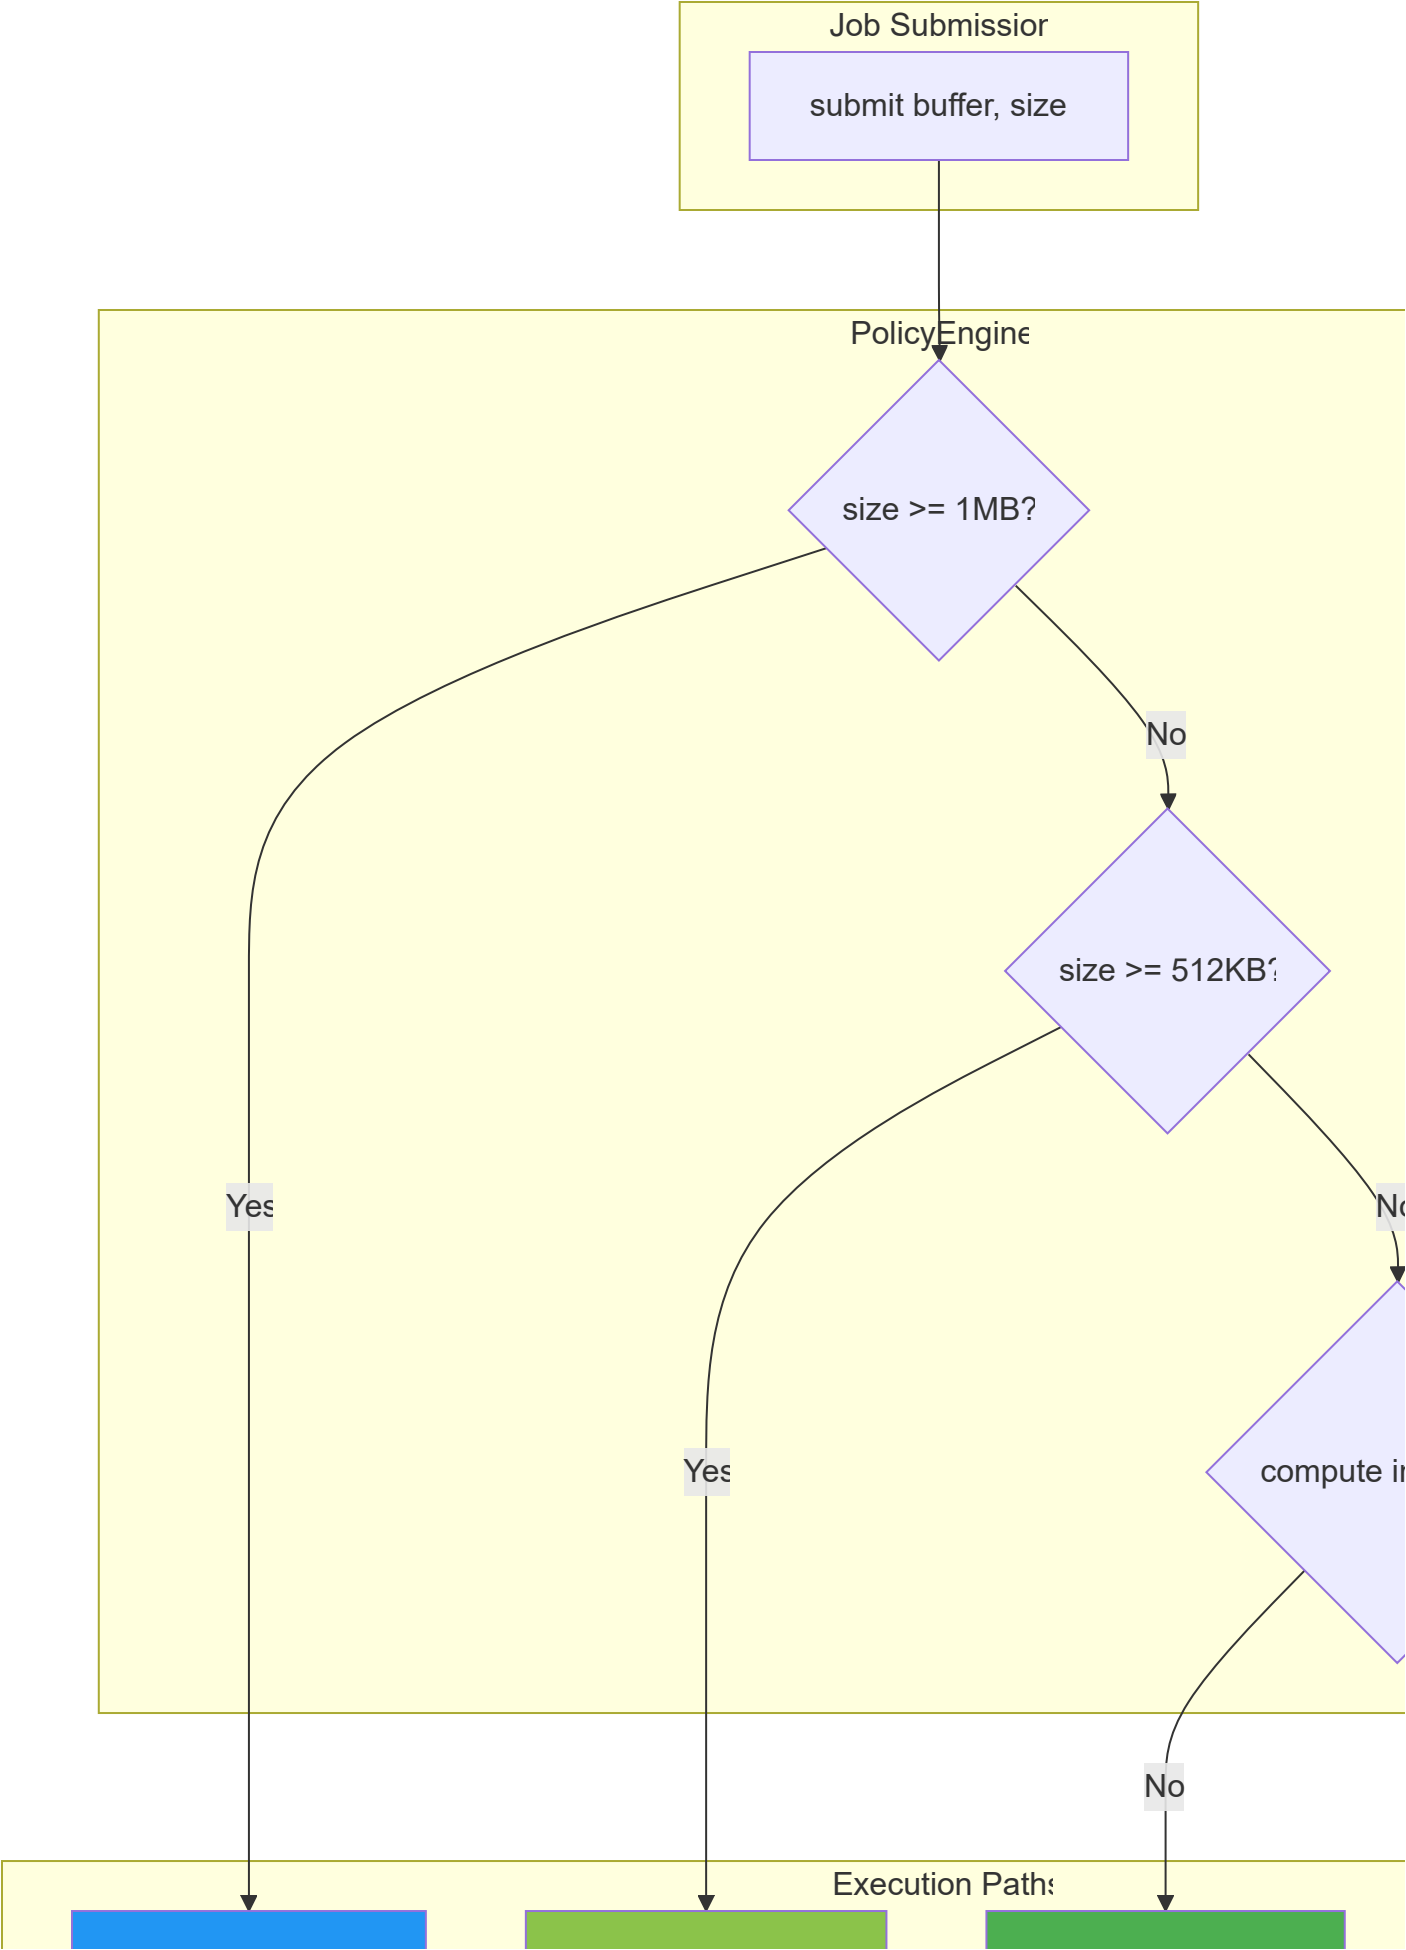 Job Submission
submit buffer, size
PolicyEngine
size >= 1MB?
No
size >= 512KB?
Yes
No
Yes
compute
No
Execution Paths